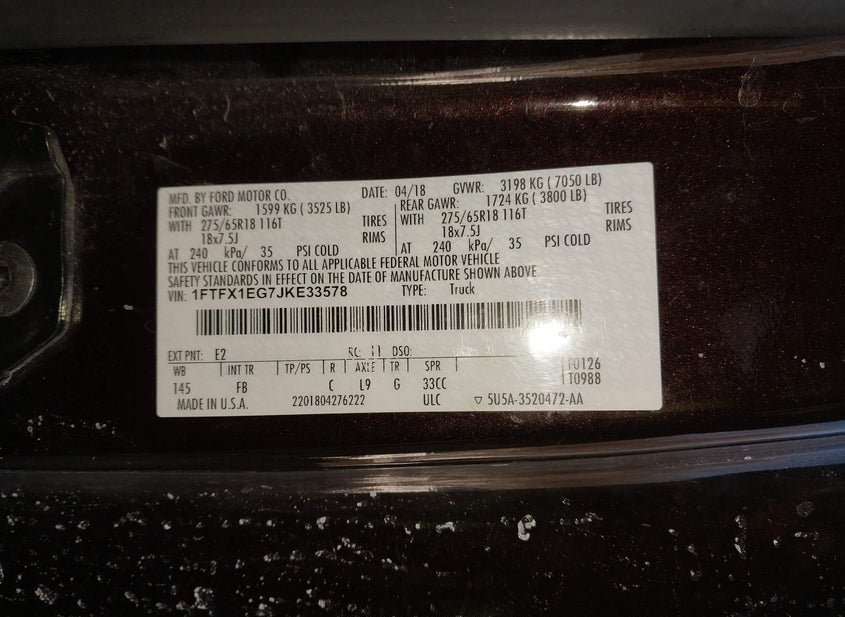 MFD. BY FORD MOTOR CO. DATE: 04/18 GVWR: 3198 KG ( 7050 LB)
FRONT GAWR: 1599 KG ( 3525 LB) REAR GAWR: 1724 KG ( 3800 LB)
WITH 275/65R18 116T TIRES WITH 275/65R18 116T TIRES
18x7.5J RIMS 18x7.5J RIMS
AT 240 kPa/ 35 PSI COLD AT 240 kPa/ 35 PSI COLD
THIS VEHICLE CONFORMS TO ALL APPLICABLE FEDERAL MOTOR VEHICLE
SAFETY STANDARDS IN EFFECT ON THE DATE OF MANUFACTURE SHOWN ABOVE.
VIN: 1FTFX1EG7JKE33578 TYPE: Truck
EXT PNT: E2 RC: 11 DSO:
WB INT TR TP/PS R AXLE TR SPR F0126
145 FB C L9 G 33CC T0988
MADE IN U.S.A. 2201804276222 ULC ▽ 5U5A-3520472-AA